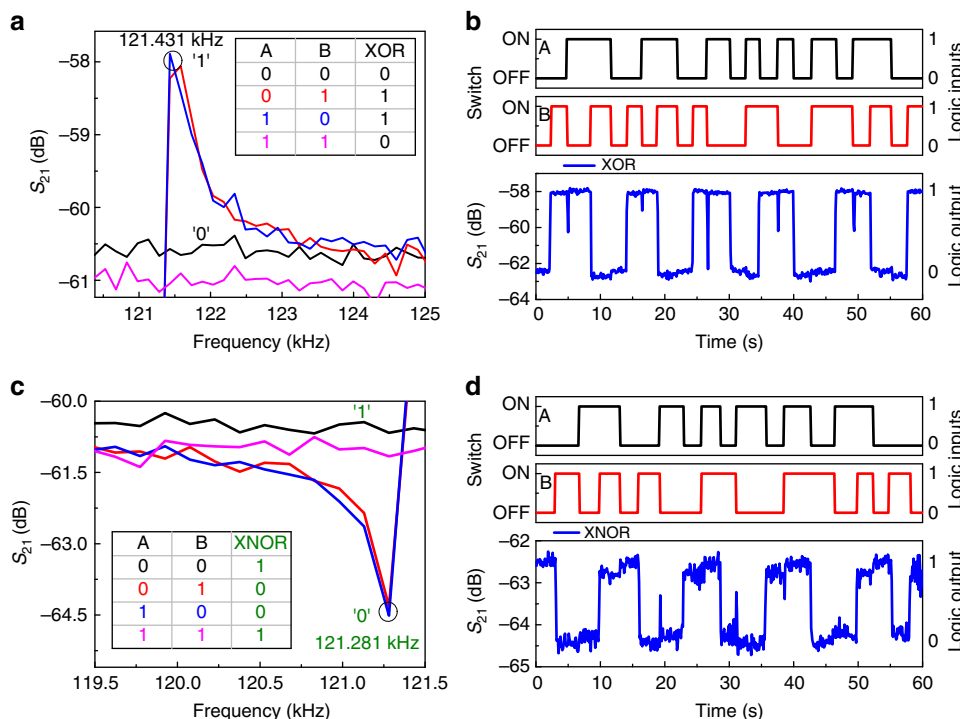 a
121.431 kHz
'1'
'0'
A B XOR
0 0 0
0 1 1
1 0 1
1 1 0
−58
−59
−60
−61
S21 (dB)
121 122 123 124 125
Frequency (kHz)
b
ON
OFF
A
1
0
ON
OFF
B
1
0
Switch
Logic inputs
XOR
−58
−60
−62
−64
S21 (dB)
1
0
Logic output
0 10 20 30 40 50 60
Time (s)
c
−60.0
−61.5
−63.0
−64.5
S21 (dB)
'1'
'0'
121.281 kHz
A B XNOR
0 0 1
0 1 0
1 0 0
1 1 1
119.5 120.0 120.5 121.0 121.5
Frequency (kHz)
d
ON
OFF
A
1
0
ON
OFF
B
1
0
Switch
Logic inputs
XNOR
−62
−63
−64
−65
S21 (dB)
1
0
Logic output
0 10 20 30 40 50 60
Time (s)